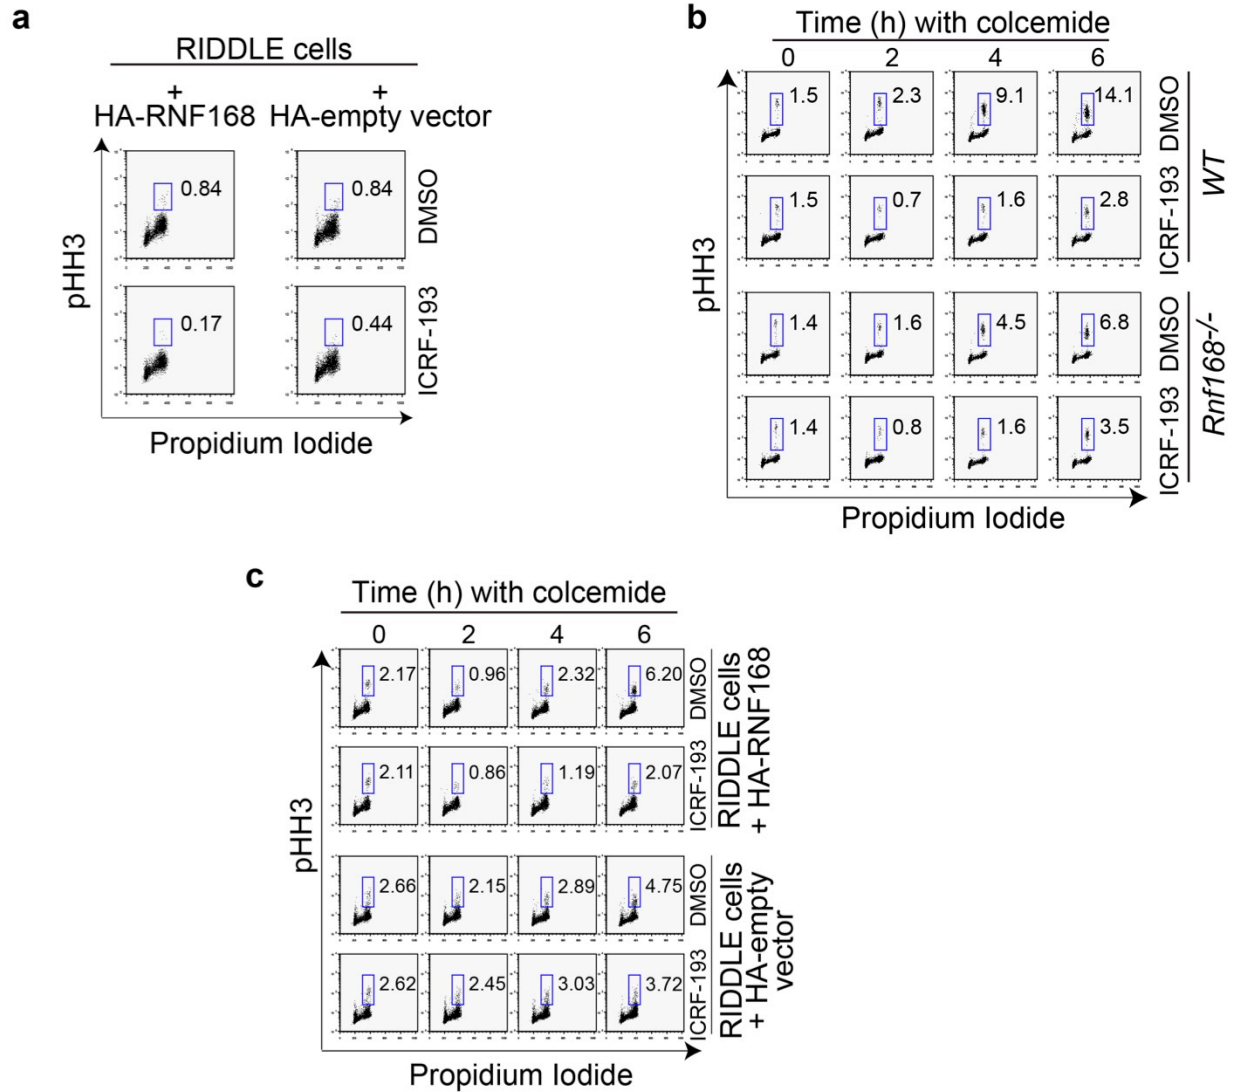 a
RIDDLE cells
+ +
HA-RNF168 HA-empty vector
0.84 0.84
DMSO
0.17 0.44
ICRF-193
pHH3
Propidium Iodide
b
Time (h) with colcemide
0 2 4 6
1.5 2.3 9.1 14.1
DMSO
1.5 0.7 1.6 2.8
ICRF-193
WT
1.4 1.6 4.5 6.8
DMSO
1.4 0.8 1.6 3.5
ICRF-193
Rnf168-/-
pHH3
Propidium Iodide
c
Time (h) with colcemide
0 2 4 6
2.17 0.96 2.32 6.20
DMSO
2.11 0.86 1.19 2.07
ICRF-193
RIDDLE cells
+ HA-RNF168
2.66 2.15 2.89 4.75
DMSO
2.62 2.45 3.03 3.72
ICRF-193
RIDDLE cells
+ HA-empty
vector
pHH3
Propidium Iodide